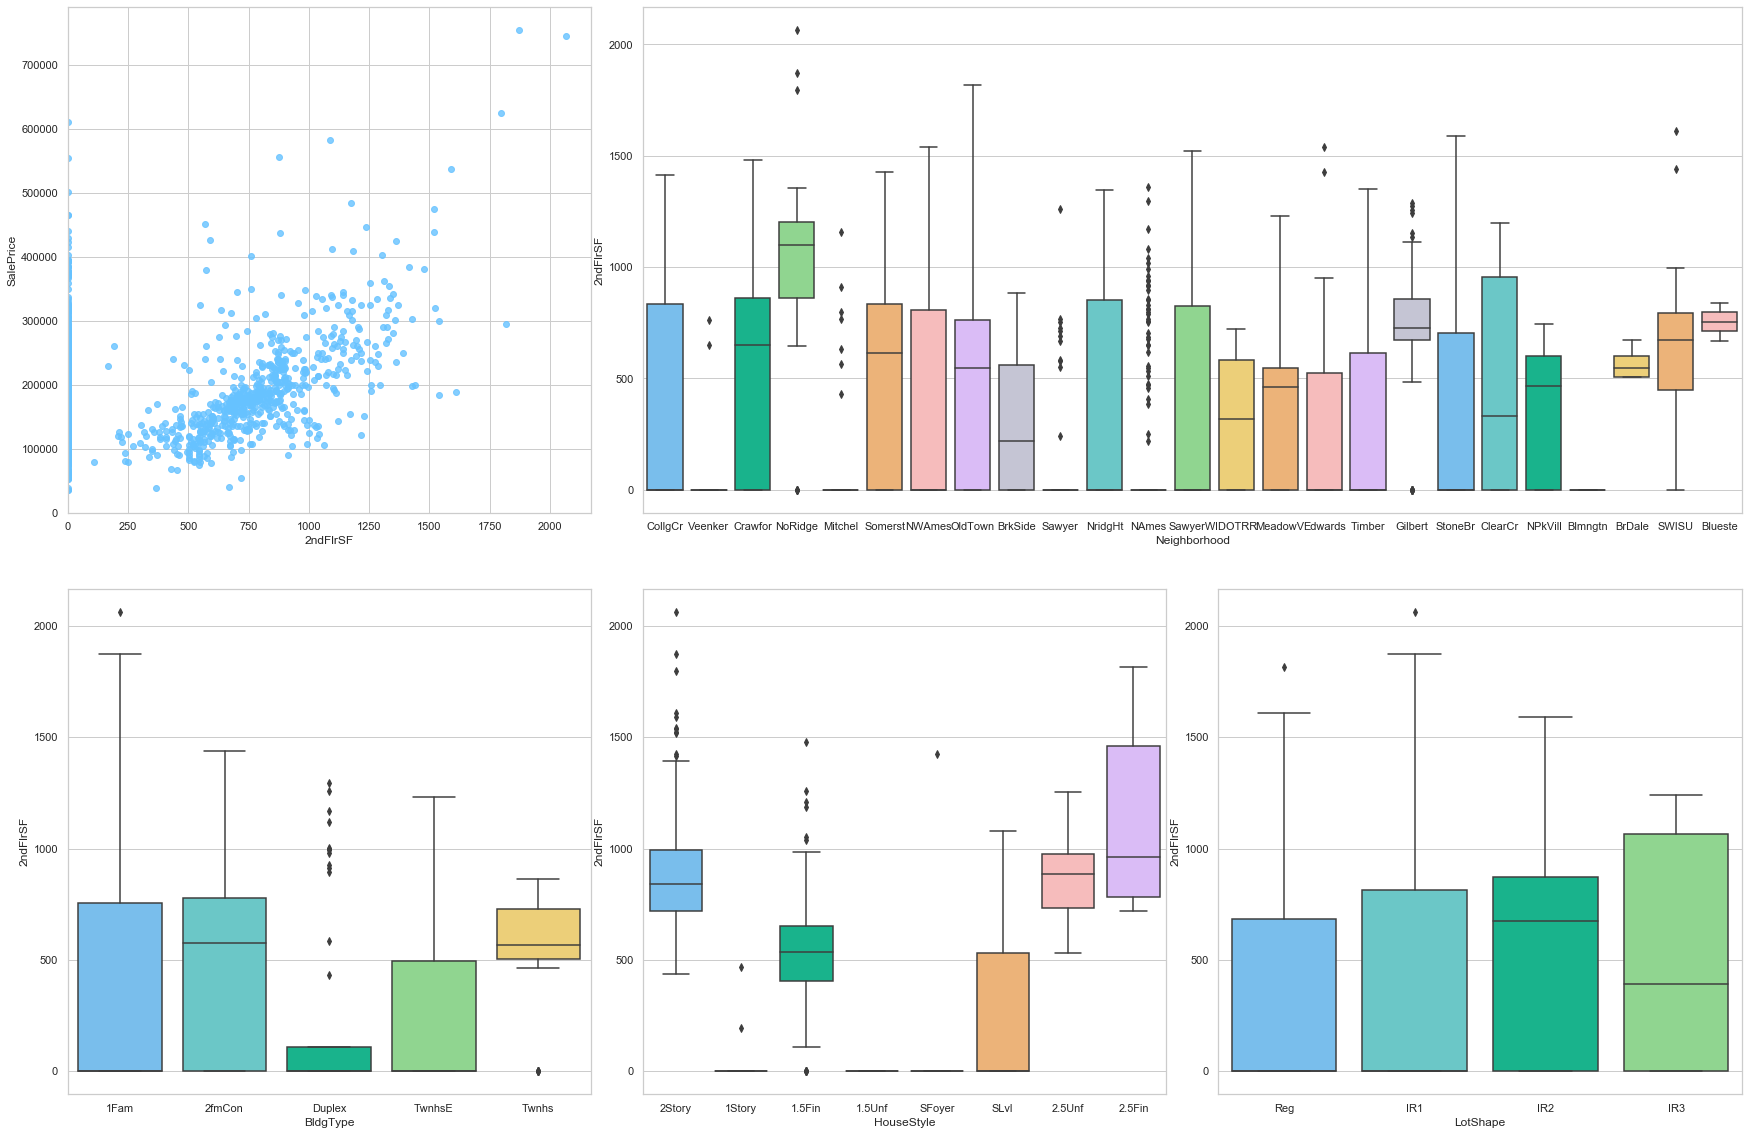 700000
600000
500000
400000
300000
200000
100000
0
SalePrice
0 250 500 750 1000 1250 1500 1750 2000
2ndFlrSF
2000
1500
1000
500
0
2ndFlrSF
CollgCr Veenker Crawfor NoRidge Mitchel Somerst NWAmes OldTown BrkSide Sawyer NridgHt NAmes SawyerW IDOTRR MeadowV Edwards Timber Gilbert StoneBr ClearCr NPkVill Blmngtn BrDale SWISU Blueste
Neighborhood
2000
1500
1000
500
0
2ndFlrSF
1Fam 2fmCon Duplex TwnhsE Twnhs
BldgType
2000
1500
1000
500
0
2ndFlrSF
2Story 1Story 1.5Fin 1.5Unf SFoyer SLvl 2.5Unf 2.5Fin
HouseStyle
2000
1500
1000
500
0
2ndFlrSF
Reg IR1 IR2 IR3
LotShape